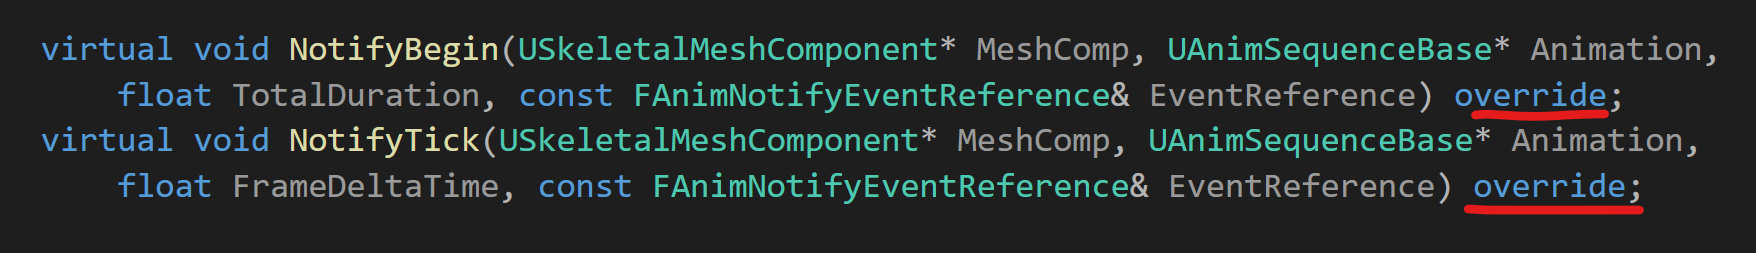 virtual void NotifyBegin(USkeletalMeshComponent* MeshComp, UAnimSequenceBase* Animation,
float TotalDuration, const FAnimNotifyEventReference& EventReference) override;
virtual void NotifyTick(USkeletalMeshComponent* MeshComp, UAnimSequenceBase* Animation,
float FrameDeltaTime, const FAnimNotifyEventReference& EventReference) override;